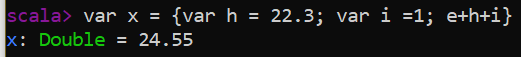 scala> var x = {var h = 22.3; var i =1; e+h+i}
x: Double = 24.55